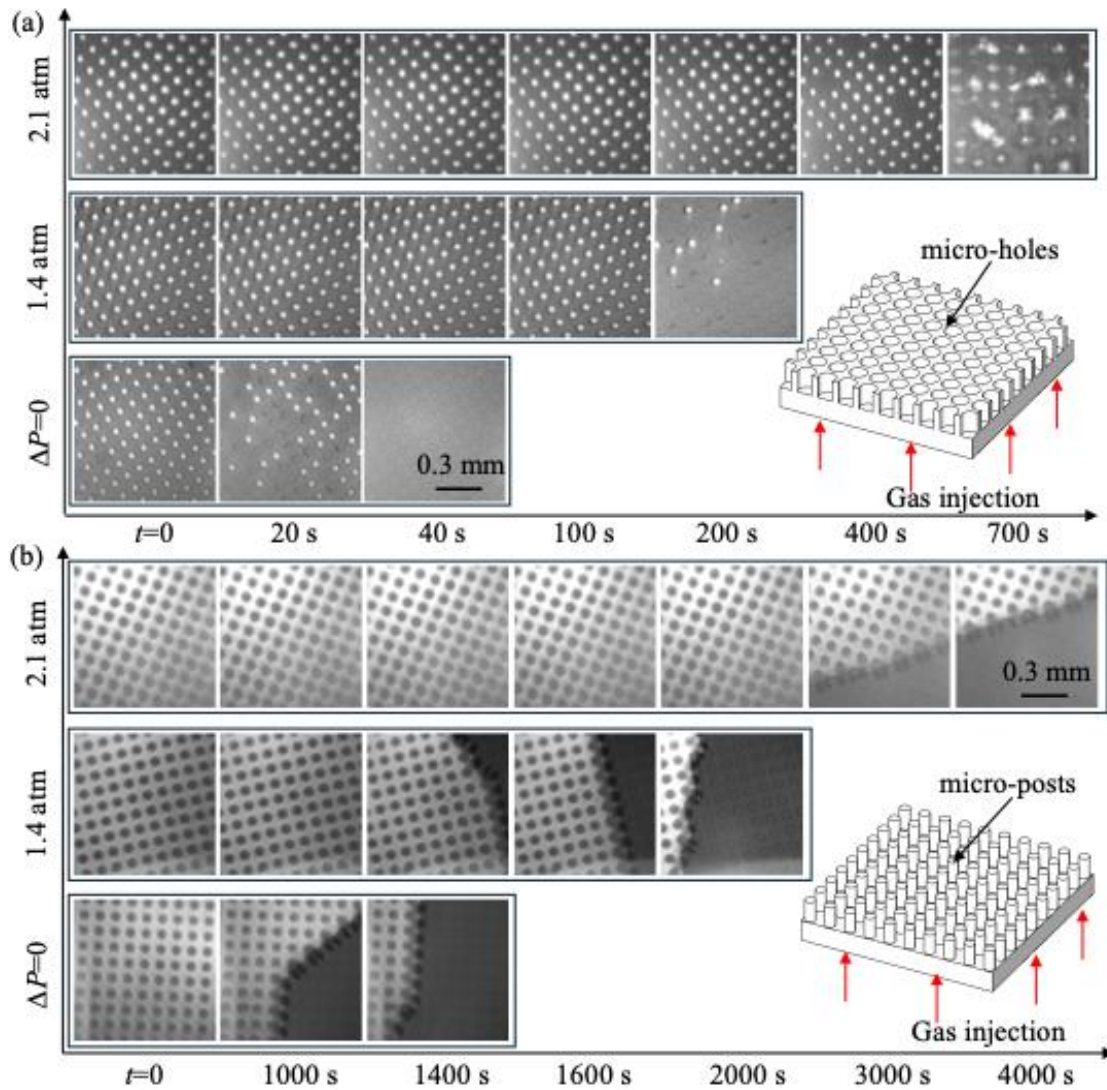 (a)
2.1 atm
1.4 atm
ΔP=0
micro-holes
0.3 mm
Gas injection
t=0 20 s 40 s 100 s 200 s 400 s 700 s
(b)
2.1 atm
0.3 mm
1.4 atm
micro-posts
ΔP=0
Gas injection
t=0 1000 s 1400 s 1600 s 2000 s 3000 s 4000 s